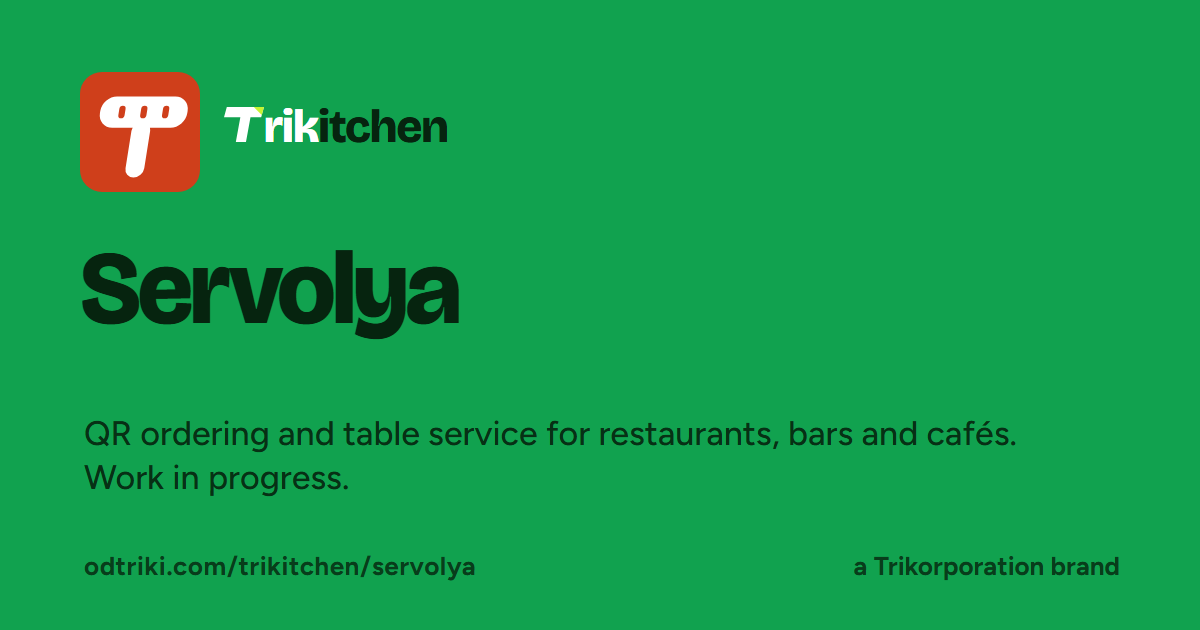 Trikitchen
Servolya
QR ordering and table service for restaurants, bars and cafés.
Work in progress.
odtriki.com/trikitchen/servolya
a Trikorporation brand